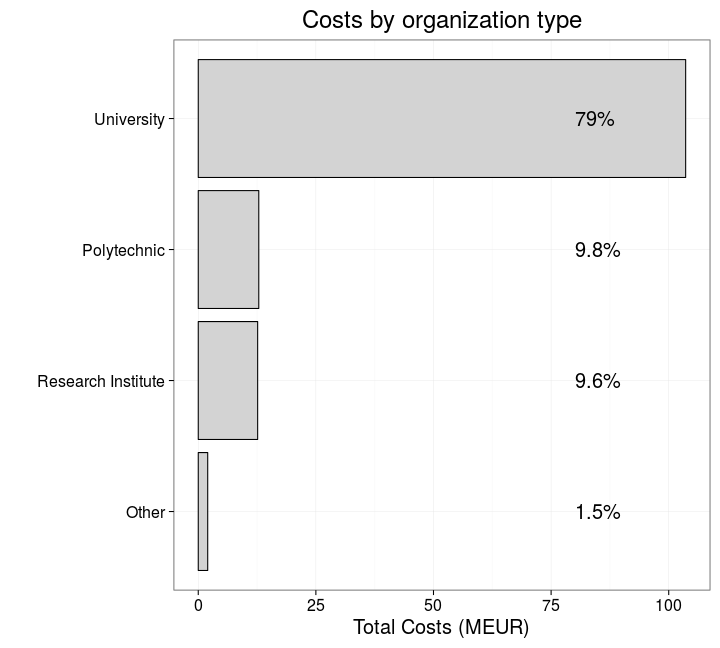 Costs by organization type
University 79%
Polytechnic 9.8%
Research Institute 9.6%
Other 1.5%
0 25 50 75 100
Total Costs (MEUR)